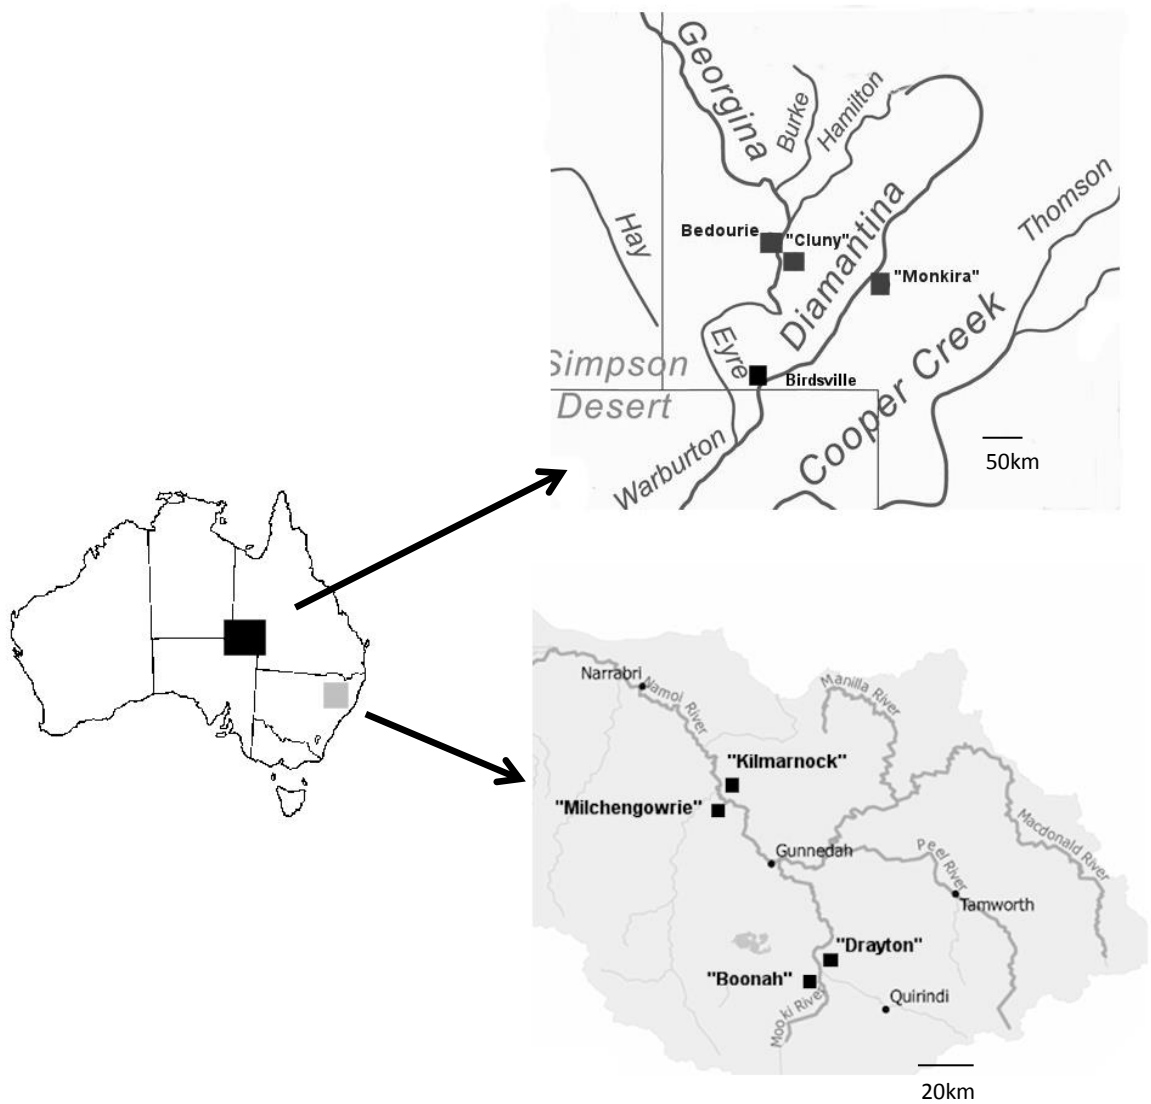 Georgina
Burke
Hamilton
Thomson
Hay
Bedourie
"Cluny"
Diamantina
"Monkira"
Eyre
Simpson
Desert
Birdsville
Cooper Creek
Warburton
50km
Narrabri
Namoi River
Manilla River
"Kilmarnock"
"Milchengowrie"
Gunnedah
Peel River
Macdonald River
Tamworth
"Drayton"
"Boonah"
Quirindi
Mooki River
20km